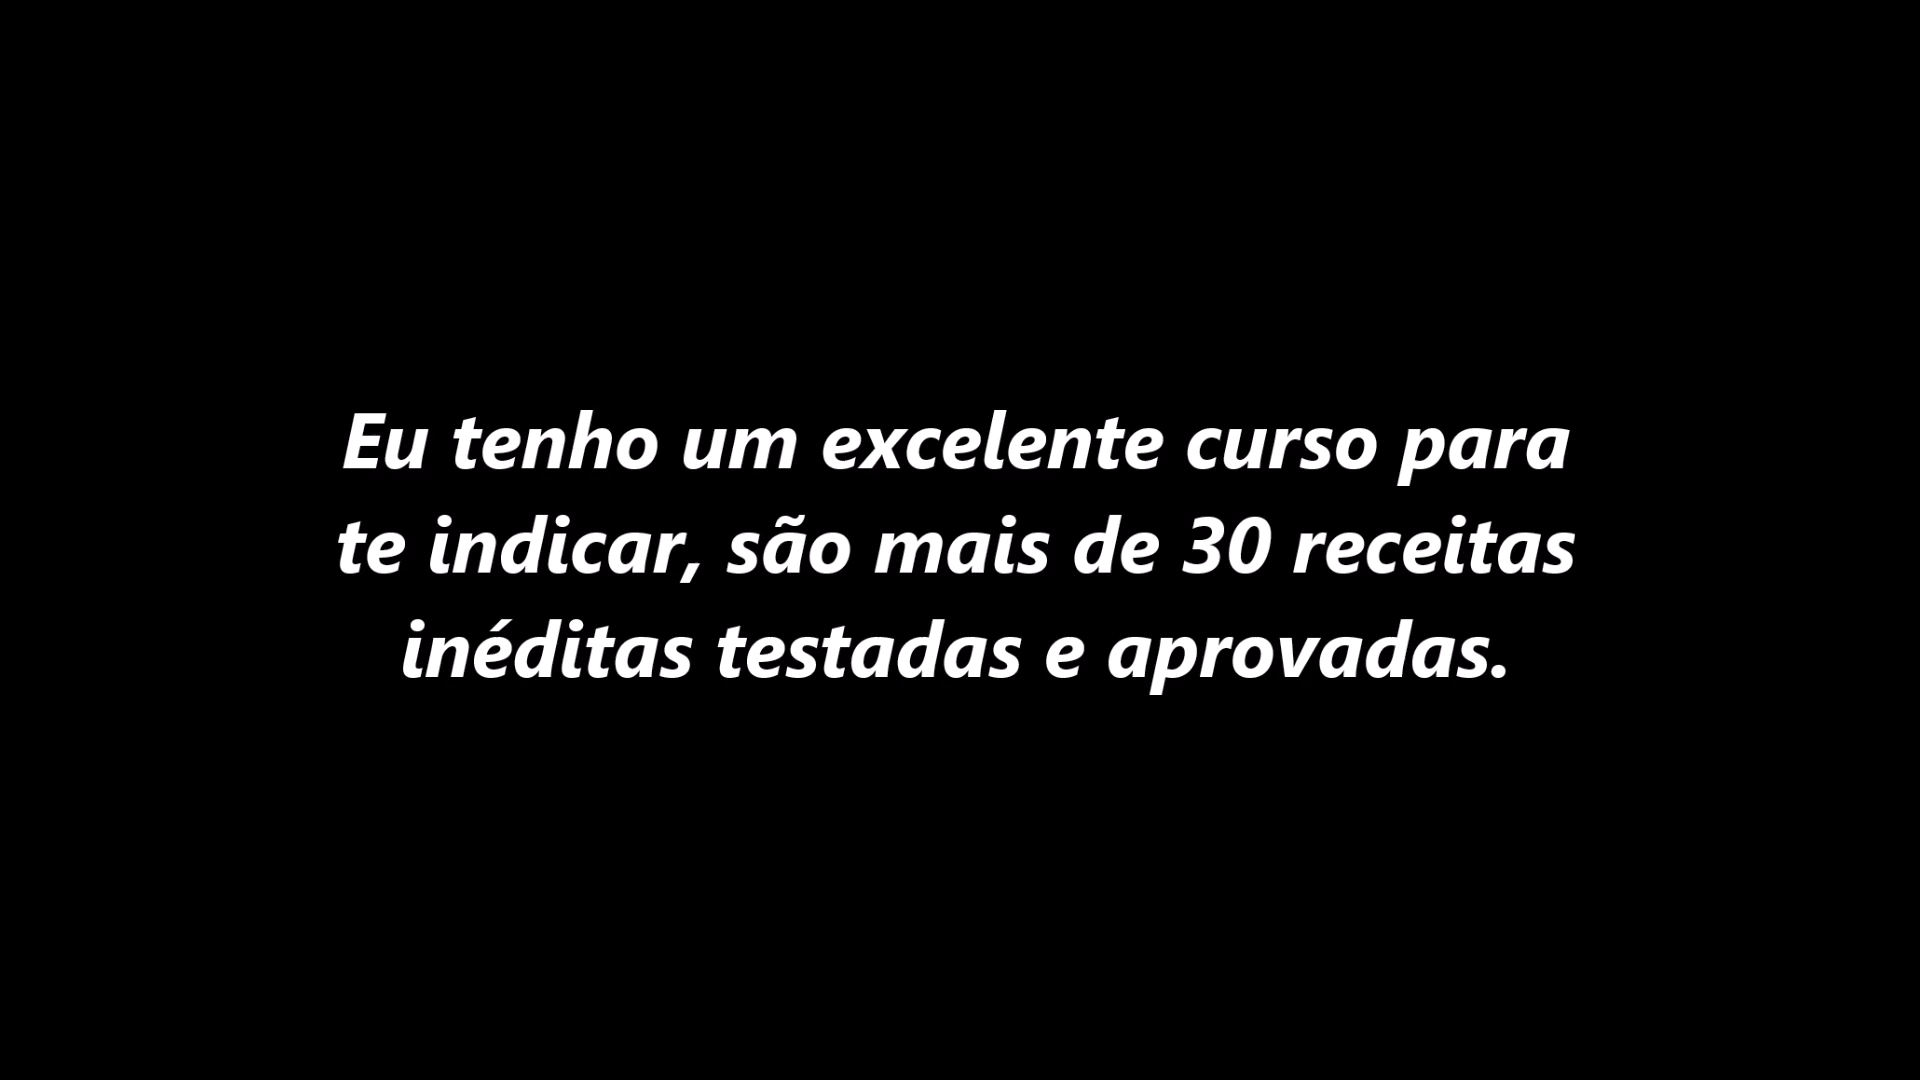 Eu tenho um excelente curso para
te indicar, são mais de 30 receitas
inéditas testadas e aprovadas.